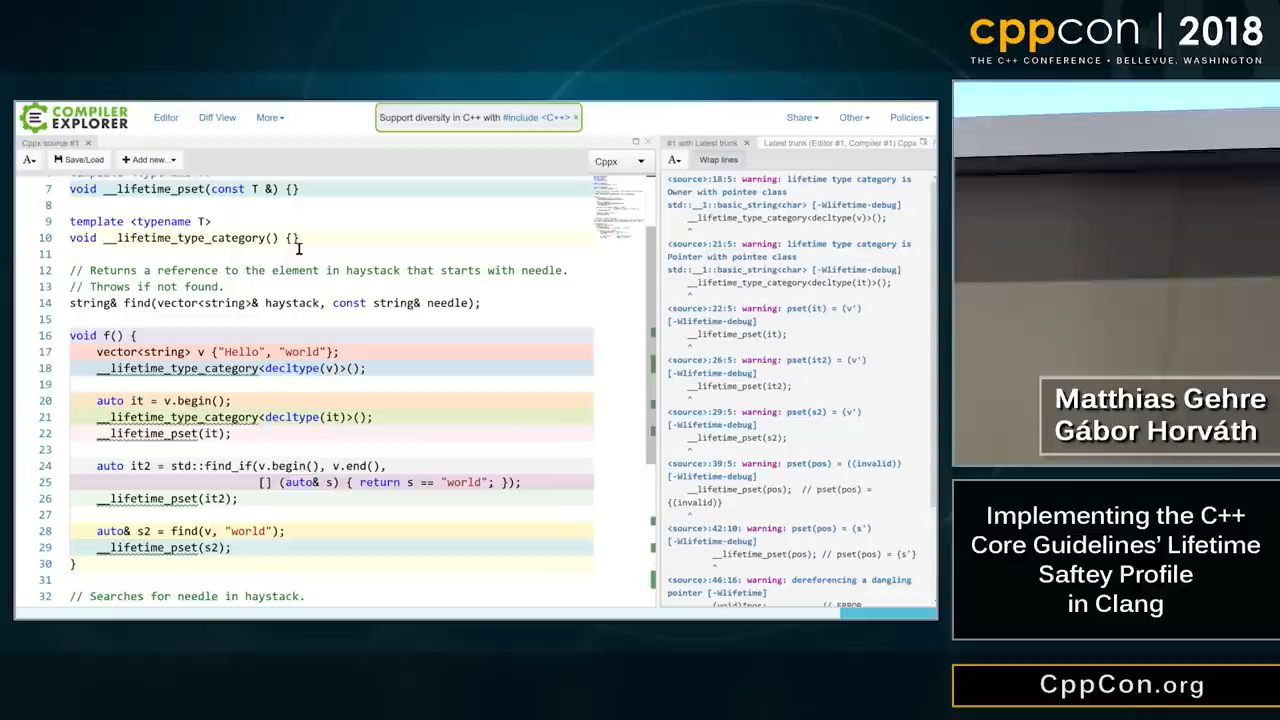 cppcon | 2018
THE C++ CONFERENCE • BELLEVUE, WASHINGTON
COMPILER
EXPLORER
Editor
Diff View
More
Support diversity in C++ with #include <C++> ×
Share
Other
Policies
Cppx source #1 ×
A
Save/Load
Add new...
Cppx
7 void __lifetime_pset(const T &) {}
8
9 template <typename T>
10 void __lifetime_type_category() {}
11
12 // Returns a reference to the element in haystack that starts with needle.
13 // Throws if not found.
14 string& find(vector<string>& haystack, const string& needle);
15
16 void f() {
17 vector<string> v {"Hello", "world"};
18 __lifetime_type_category<decltype(v)>();
19
20 auto it = v.begin();
21 __lifetime_type_category<decltype(it)>();
22 __lifetime_pset(it);
23
24 auto it2 = std::find_if(v.begin(), v.end(),
25 [] (auto& s) { return s == "world"; });
26 __lifetime_pset(it2);
27
28 auto& s2 = find(v, "world");
29 __lifetime_pset(s2);
30 }
31
32 // Searches for needle in haystack.
#1 with Latest trunk ×
Latest trunk (Editor #1, Compiler #1) Cppx
A
Wrap lines
<source>:18:5: warning: lifetime type category is
Owner with pointee class
std::__1::basic_string<char> [-Wlifetime-debug]
__lifetime_type_category<decltype(v)>();
^
<source>:21:5: warning: lifetime type category is
Pointer with pointee class
std::__1::basic_string<char> [-Wlifetime-debug]
__lifetime_type_category<decltype(it)>();
^
<source>:22:5: warning: pset(it) = (v')
[-Wlifetime-debug]
__lifetime_pset(it);
^
<source>:26:5: warning: pset(it2) = (v')
[-Wlifetime-debug]
__lifetime_pset(it2);
^
<source>:29:5: warning: pset(s2) = (v')
[-Wlifetime-debug]
__lifetime_pset(s2);
^
<source>:39:5: warning: pset(pos) = ((invalid))
[-Wlifetime-debug]
__lifetime_pset(pos); // pset(pos) =
{(invalid)}
^
<source>:42:10: warning: pset(pos) = (s')
[-Wlifetime-debug]
__lifetime_pset(pos); // pset(pos) = {s'}
^
<source>:46:16: warning: dereferencing a dangling
pointer [-Wlifetime]
(void)*pos; // ERROR
Matthias Gehre
Gábor Horváth
Implementing the C++
Core Guidelines' Lifetime
Saftey Profile
in Clang
CppCon.org